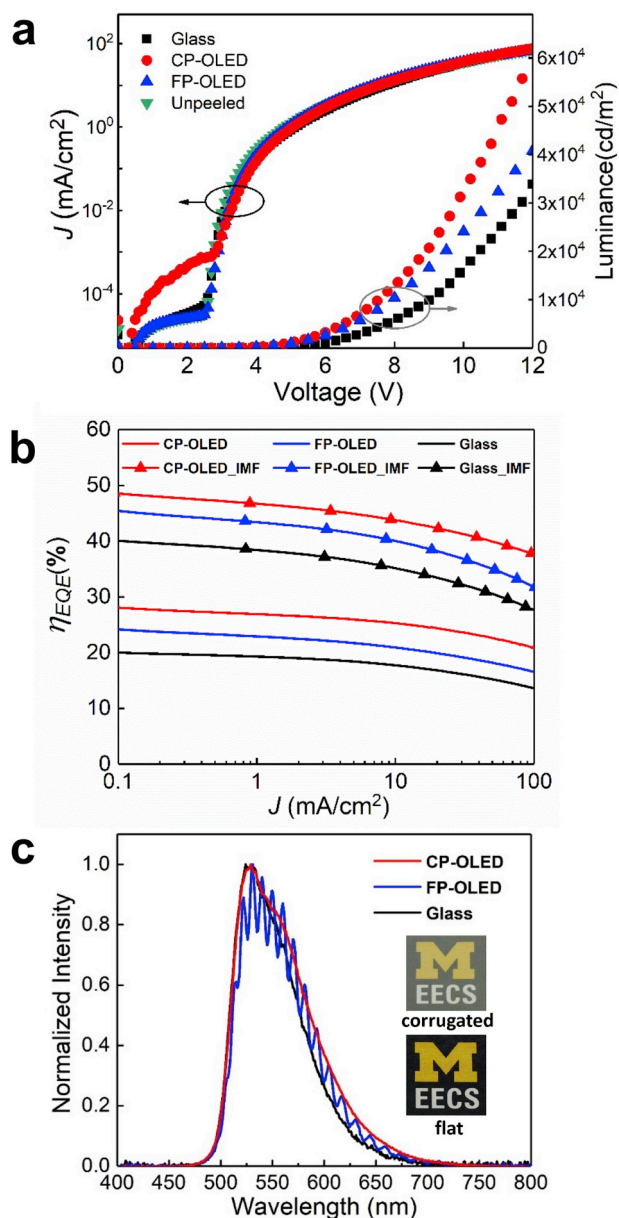 a
Glass
CP-OLED
FP-OLED
Unpeeled
J (mA/cm²)
10²
10⁰
10⁻²
10⁻⁴
Luminance(cd/m²)
6x10⁴
5x10⁴
4x10⁴
3x10⁴
2x10⁴
1x10⁴
0
0 2 4 6 8 10 12
Voltage (V)
b
CP-OLED FP-OLED Glass
CP-OLED_IMF FP-OLED_IMF Glass_IMF
η_EQE(%)
60
50
40
30
20
10
0
0.1 1 10 100
J (mA/cm²)
c
CP-OLED
FP-OLED
Glass
Normalized Intensity
1.0
0.8
0.6
0.4
0.2
0.0
M
EECS
corrugated
M
EECS
flat
400 450 500 550 600 650 700 750 800
Wavelength (nm)